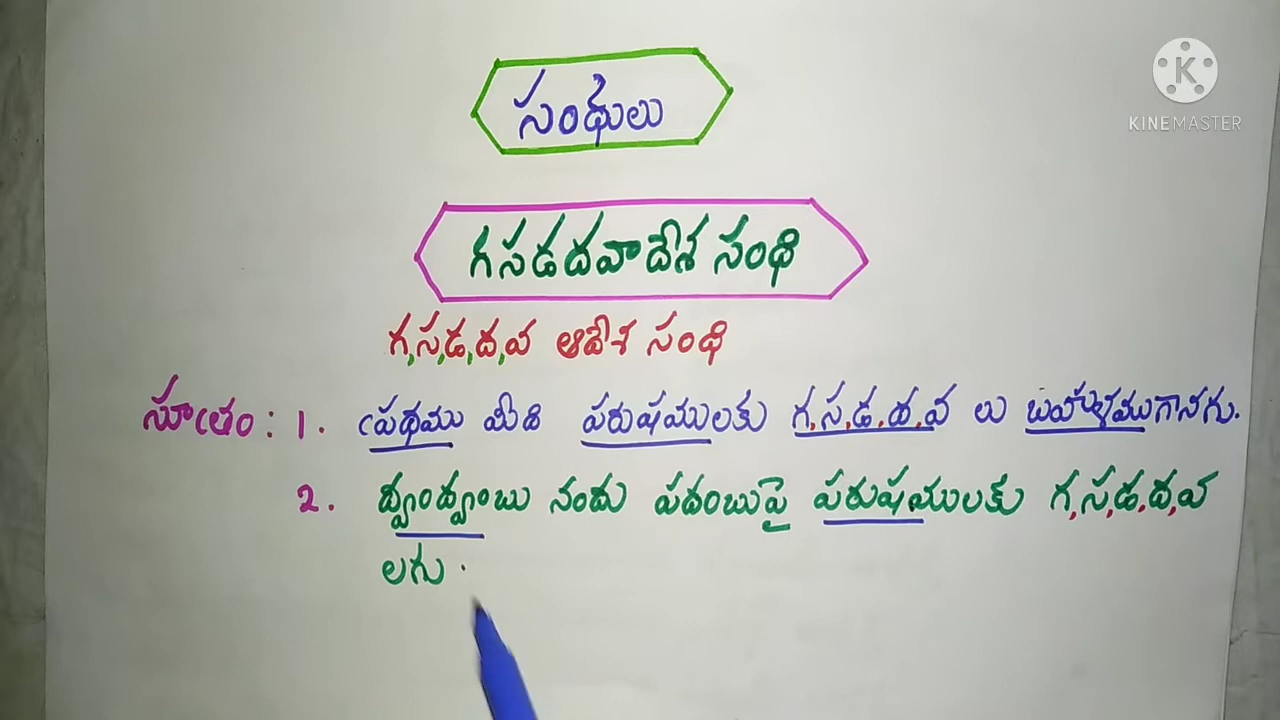 సంధులు
K
KINEMASTER
గసడదవాదేశ సంధి
గ,స,డ,ద,వ ఆదేశ సంధి
సూత్రం : 1. ప్రథము మీది పరుషములకు గ,స,డ,ద,వ లు బహుళముగానగు.
2. ద్వంద్వంబు నందు పదంబుపై పరుషములకు గ,స,డ,ద,వ
లగు .